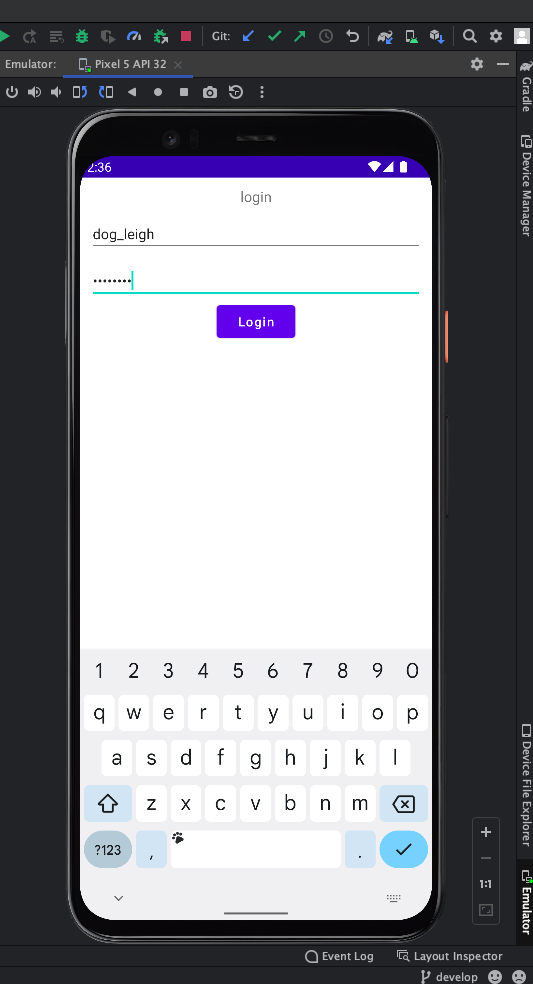 Git:
Emulator:
Pixel 5 API 32
2:36
login
dog_leigh
••••••••
Login
1 2 3 4 5 6 7 8 9 0
q w e r t y u i o p
a s d f g h j k l
z x c v b n m
?123 , .
Gradle
Device Manager
Device File Explorer
Emulator
1:1
Event Log
Layout Inspector
develop